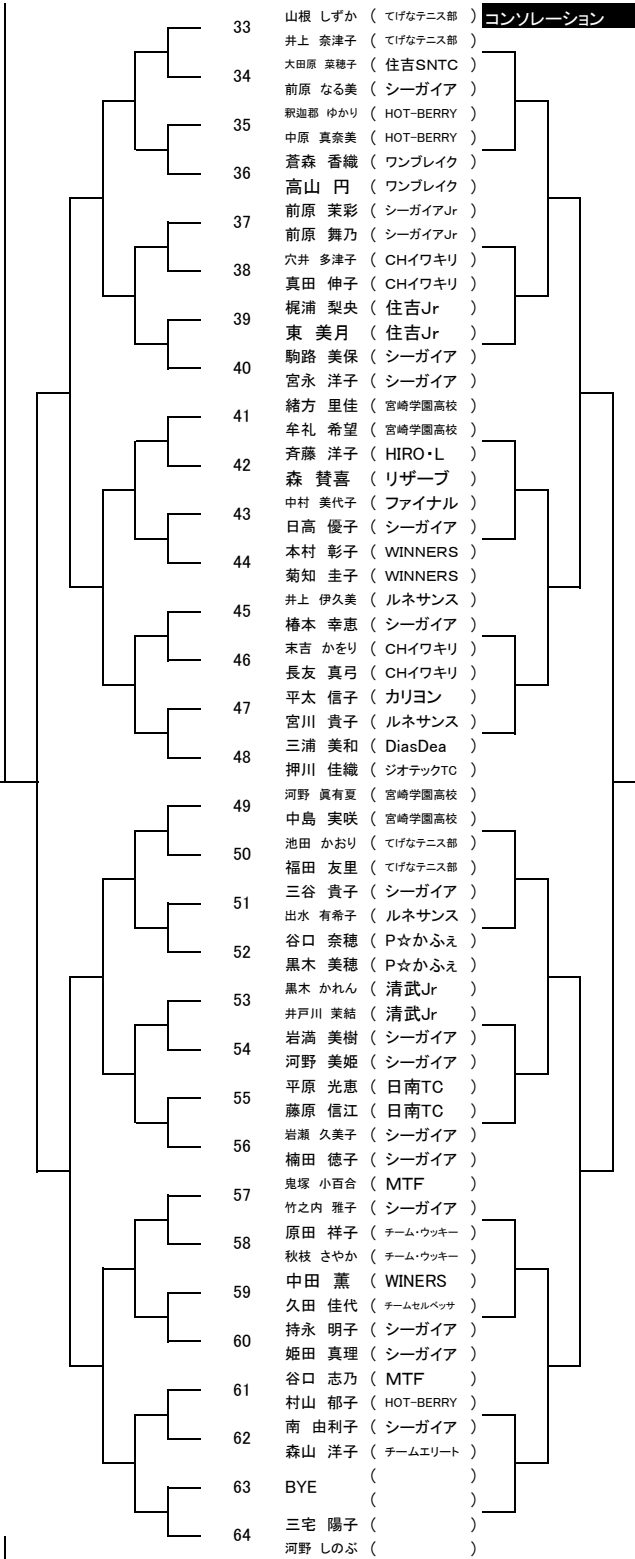 山根 しずか ( てげなテニス部 ) コンソレーション
33
井上 奈津子 ( てげなテニス部 )
大田原 菜穂子 ( 住吉SNTC )
34
前原 なる美 ( シーガイア )
釈迦郡 ゆかり ( HOT-BERRY )
35
中原 真奈美 ( HOT-BERRY )
蒼森 香織 ( ワンブレイク )
36
高山 円 ( ワンブレイク )
前原 茉彩 ( シーガイアJr )
37
前原 舞乃 ( シーガイアJr )
穴井 多津子 ( CHイワキリ )
38
真田 伸子 ( CHイワキリ )
梶浦 梨央 ( 住吉Jr )
39
東 美月 ( 住吉Jr )
駒路 美保 ( シーガイア )
40
宮永 洋子 ( シーガイア )
緒方 里佳 ( 宮崎学園高校 )
41
牟礼 希望 ( 宮崎学園高校 )
斉藤 洋子 ( HIRO・L )
42
森 賛喜 ( リザーブ )
中村 美代子 ( ファイナル )
43
日高 優子 ( シーガイア )
本村 彰子 ( WINNERS )
44
菊知 圭子 ( WINNERS )
井上 伊久美 ( ルネサンス )
45
椿本 幸恵 ( シーガイア )
末吉 かをり ( CHイワキリ )
46
長友 真弓 ( CHイワキリ )
平太 信子 ( カリヨン )
47
宮川 貴子 ( ルネサンス )
三浦 美和 ( DiasDea )
48
押川 佳織 ( ジオテックTC )
河野 眞有夏 ( 宮崎学園高校 )
49
中島 実咲 ( 宮崎学園高校 )
池田 かおり ( てげなテニス部 )
50
福田 友里 ( てげなテニス部 )
三谷 貴子 ( シーガイア )
51
出水 有希子 ( ルネサンス )
谷口 奈穂 ( P☆かふぇ )
52
黒木 美穂 ( P☆かふぇ )
黒木 かれん ( 清武Jr )
53
井戸川 茉結 ( 清武Jr )
岩満 美樹 ( シーガイア )
54
河野 美姫 ( シーガイア )
平原 光恵 ( 日南TC )
55
藤原 信江 ( 日南TC )
岩瀬 久美子 ( シーガイア )
56
楠田 徳子 ( シーガイア )
鬼塚 小百合 ( MTF )
57
竹之内 雅子 ( シーガイア )
原田 祥子 ( チーム・ウッキー )
58
秋枝 さやか ( チーム・ウッキー )
中田 薫 ( WINERS )
59
久田 佳代 ( チームセルベッサ )
持永 明子 ( シーガイア )
60
姫田 真理 ( シーガイア )
谷口 志乃 ( MTF )
61
村山 郁子 ( HOT-BERRY )
南 由利子 ( シーガイア )
62
森山 洋子 ( チームエリート )
( )
63 BYE
( )
三宅 陽子 ( )
64
河野 しのぶ ( )